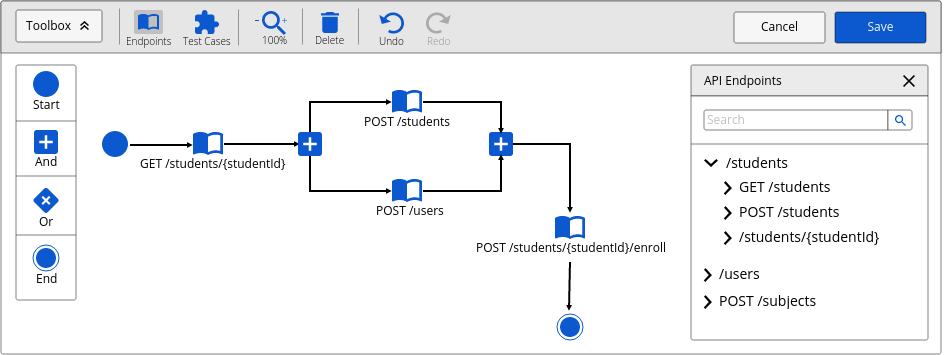 Toolbox
Endpoints
Test Cases
100%
Delete
Undo
Redo
Cancel
Save
Start
And
Or
End
GET /students/{studentId}
POST /students
POST /users
POST /students/{studentId}/enroll
API Endpoints
Search
/students
GET /students
POST /students
/students/{studentId}
/users
POST /subjects